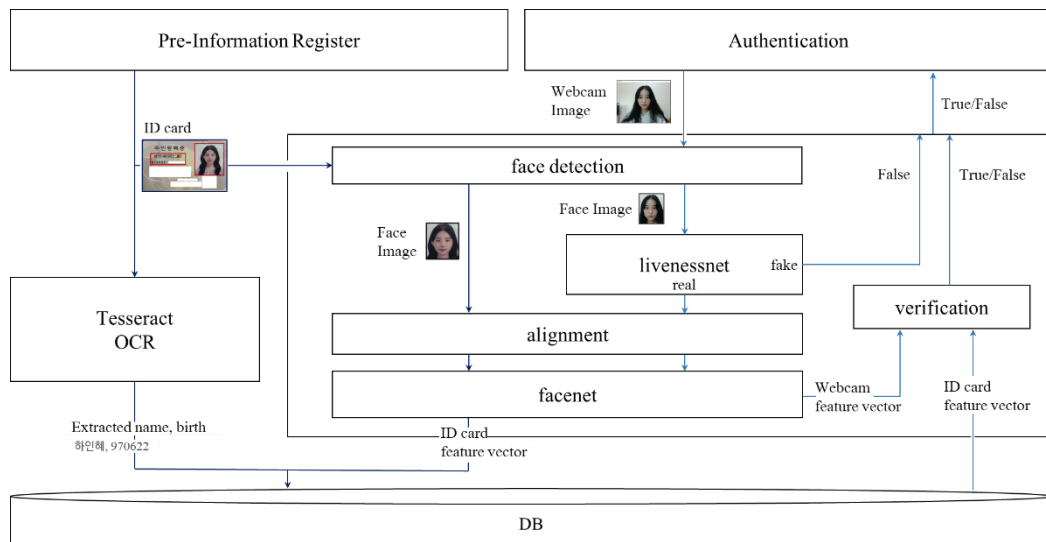 Pre-Information Register
Authentication
Webcam
Image
True/False
ID card
face detection
False
True/False
Face Image
Face
Image
livenessnet
fake
real
Tesseract
OCR
alignment
verification
facenet
Webcam
feature vector
ID card
feature vector
Extracted name, birth
하인혜, 970622
ID card
feature vector
DB